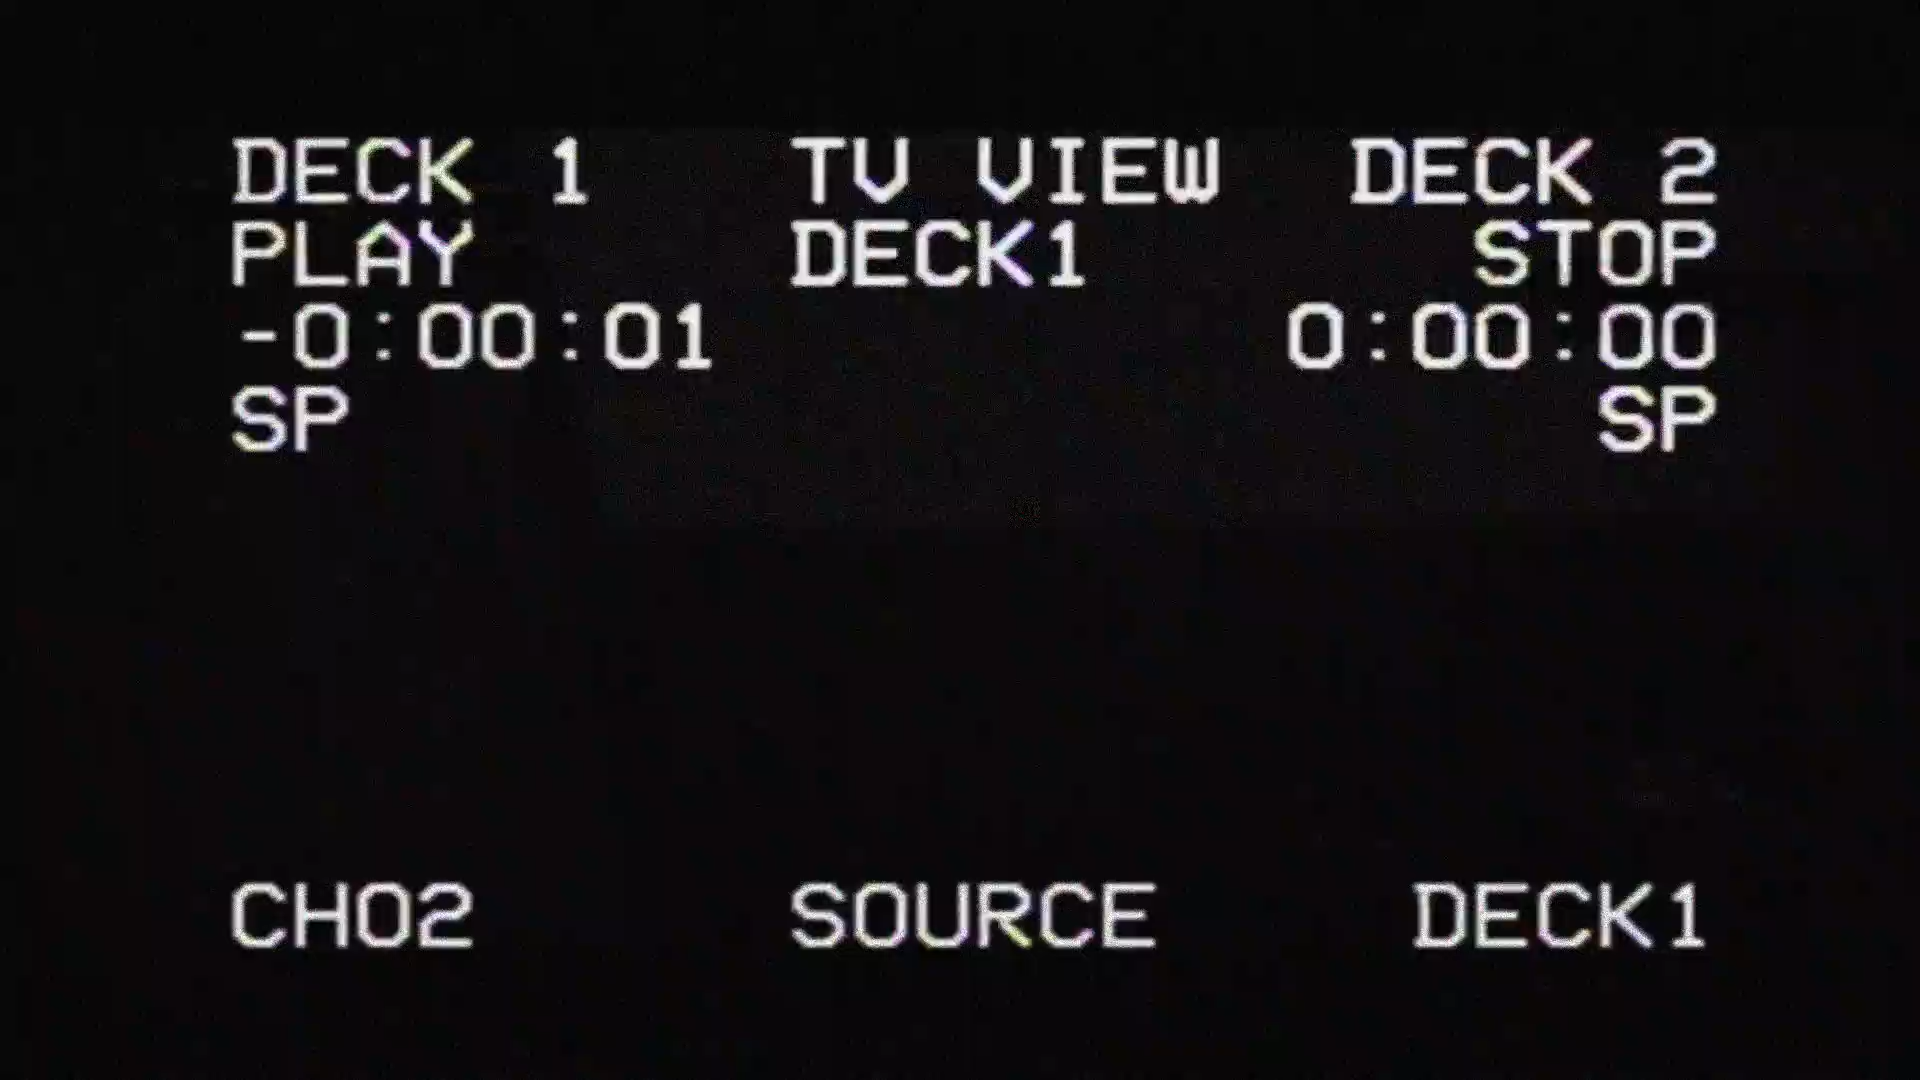 DECK 1 TV VIEW DECK 2
PLAY DECK1 STOP
-0:00:01 0:00:00
SP SP
CH02 SOURCE DECK1